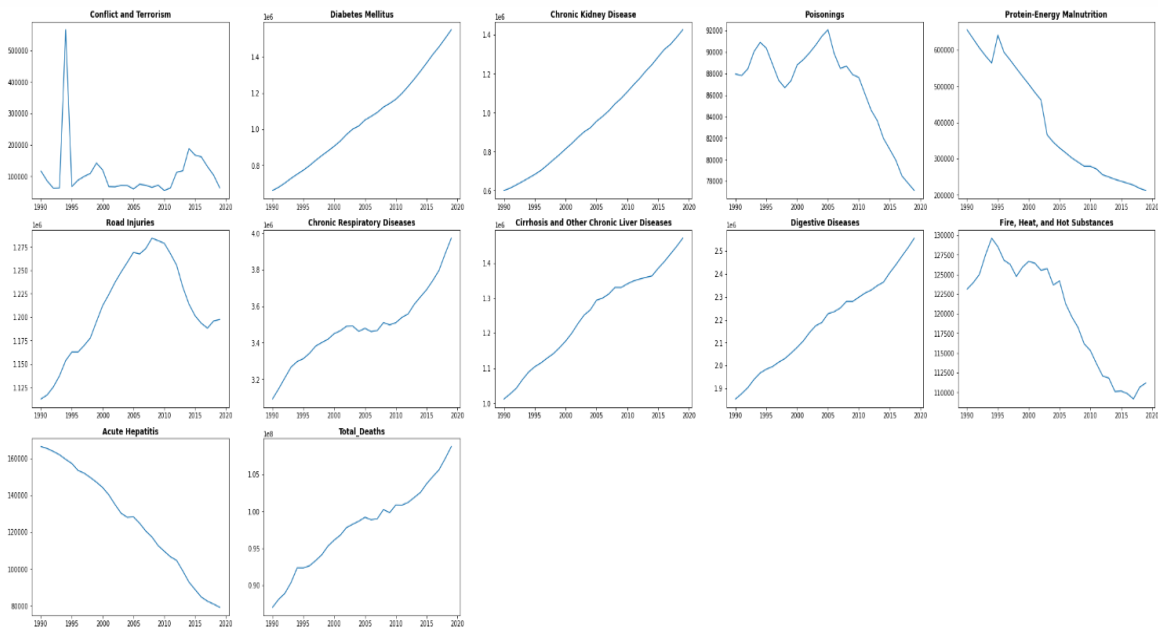 Conflict and Terrorism
500000
400000
300000
200000
100000
1990 1995 2000 2005 2010 2015 2020
Diabetes Mellitus
1e6
1.4
1.2
1.0
0.8
1990 1995 2000 2005 2010 2015 2020
Chronic Kidney Disease
1e6
1.4
1.2
1.0
0.8
0.6
1990 1995 2000 2005 2010 2015 2020
Poisonings
92000
90000
88000
86000
84000
82000
80000
78000
1990 1995 2000 2005 2010 2015 2020
Protein-Energy Malnutrition
600000
500000
400000
300000
200000
1990 1995 2000 2005 2010 2015 2020
Road Injuries
1e6
1.275
1.250
1.225
1.200
1.175
1.150
1.125
1990 1995 2000 2005 2010 2015 2020
Chronic Respiratory Diseases
1e6
4.0
3.8
3.6
3.4
3.2
1990 1995 2000 2005 2010 2015 2020
Cirrhosis and Other Chronic Liver Diseases
1e6
1.4
1.3
1.2
1.1
1.0
1990 1995 2000 2005 2010 2015 2020
Digestive Diseases
1e6
2.5
2.4
2.3
2.2
2.1
2.0
1.9
1990 1995 2000 2005 2010 2015 2020
Fire, Heat, and Hot Substances
130000
127500
125000
122500
120000
117500
115000
112500
110000
1990 1995 2000 2005 2010 2015 2020
Acute Hepatitis
160000
140000
120000
100000
80000
1990 1995 2000 2005 2010 2015 2020
Total_Deaths
1e8
1.05
1.00
0.95
0.90
1990 1995 2000 2005 2010 2015 2020